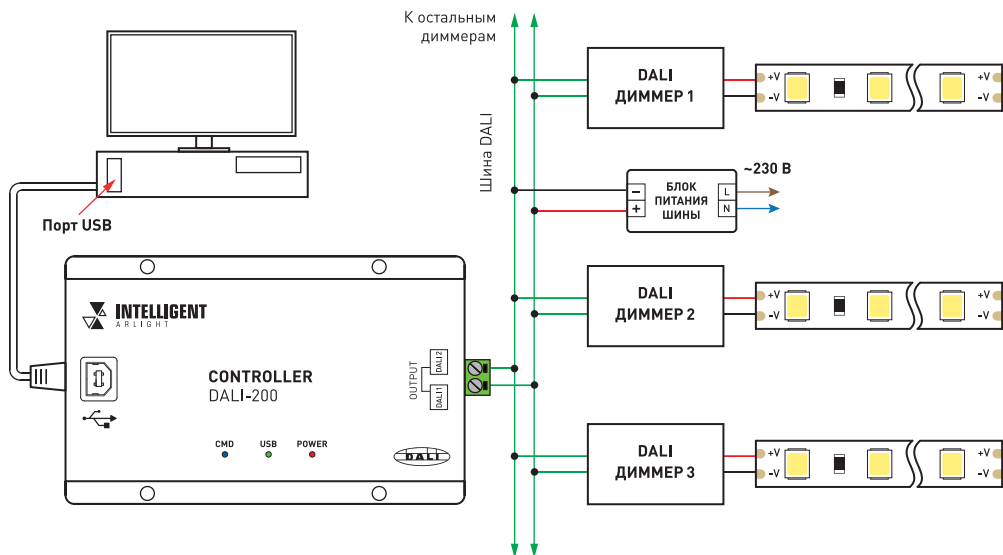 К остальным
диммерам
Шина DALI
Порт USB
INTELLIGENT
ARLIGHT
CONTROLLER
DALI-200
CMD USB POWER
OUTPUT
DALI2
DALI1
DALI
DALI
ДИММЕР 1
+V
-V
+V
-V
~230 В
БЛОК
ПИТАНИЯ
ШИНЫ
−
+
L
N
DALI
ДИММЕР 2
+V
-V
+V
-V
DALI
ДИММЕР 3
+V
-V
+V
-V